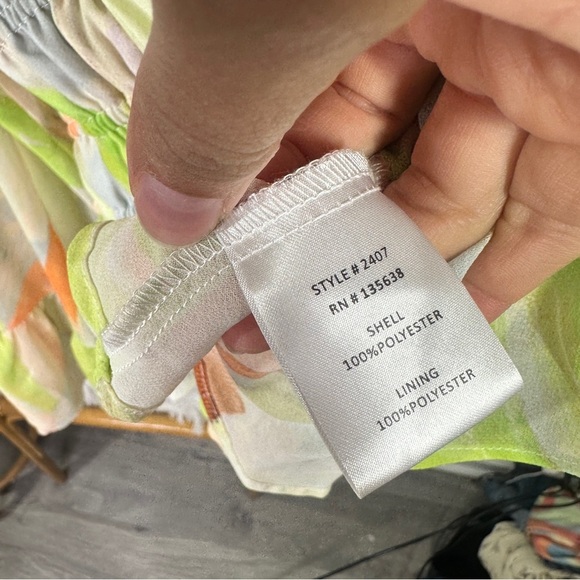 STYLE # 2407
RN # 135638
SHELL
100%POLYESTER
LINING
100%POLYESTER